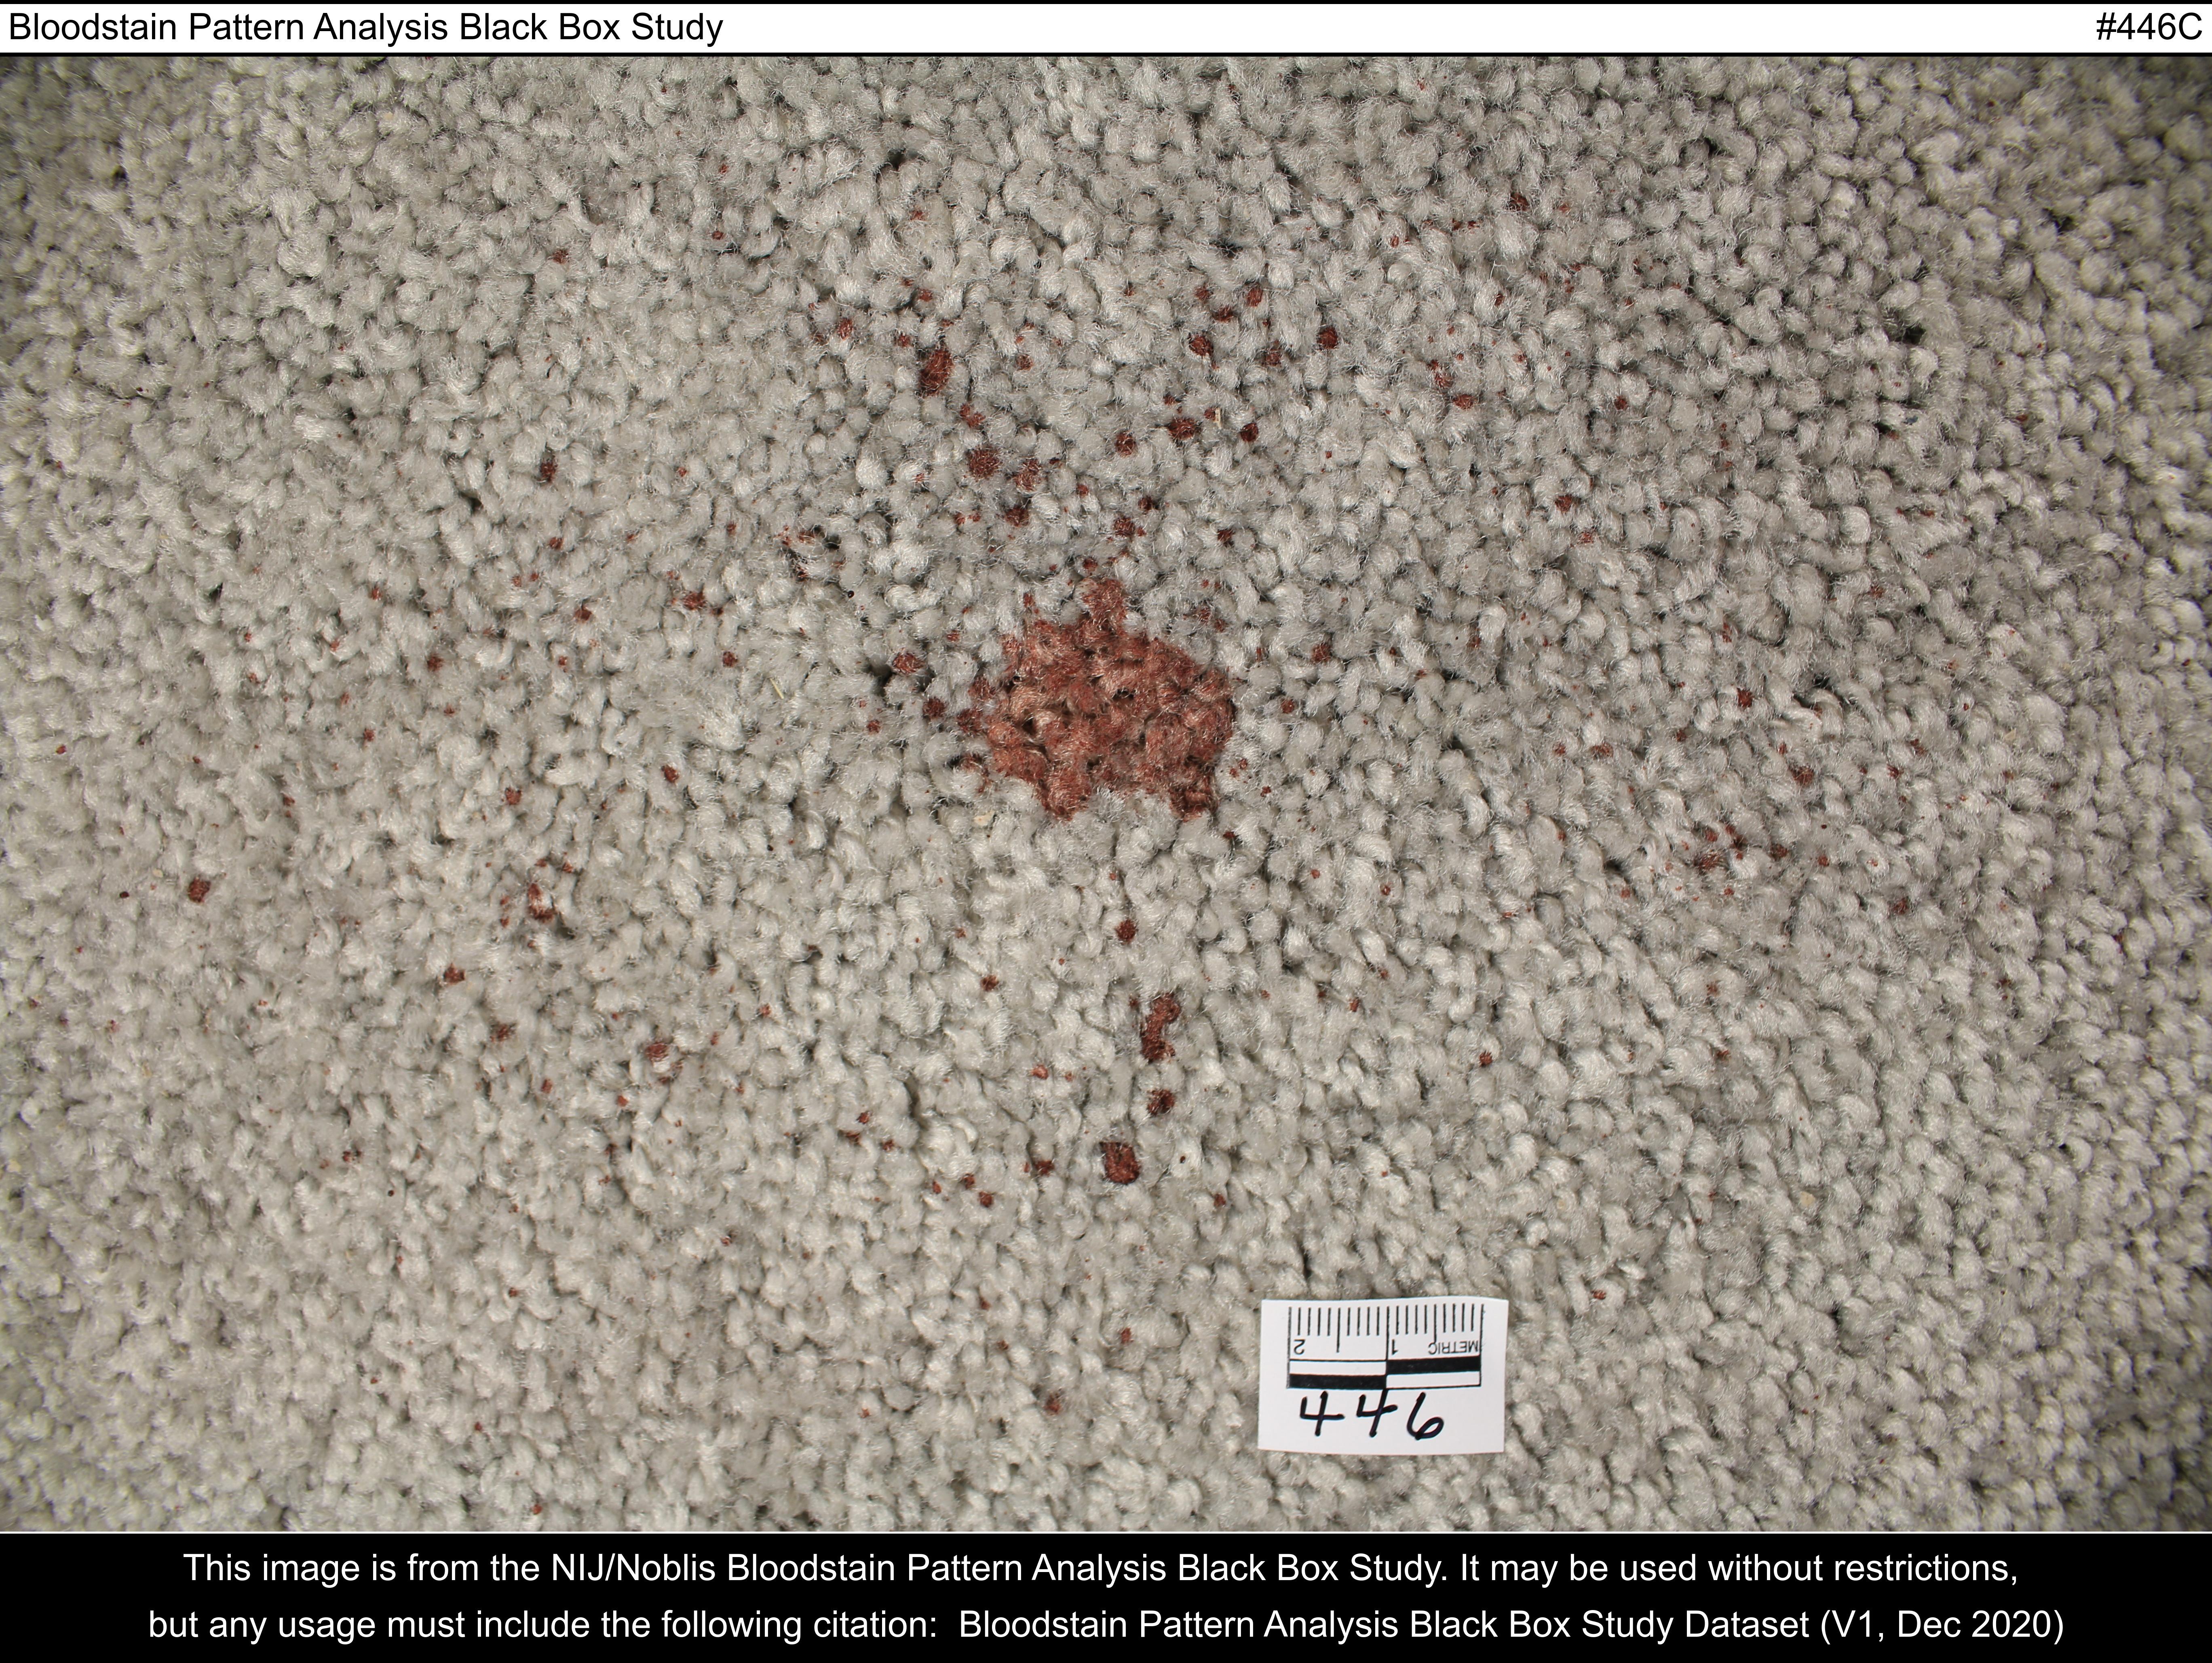 Bloodstain Pattern Analysis Black Box Study #446C
2 1 METRIC
446
This image is from the NIJ/Noblis Bloodstain Pattern Analysis Black Box Study. It may be used without restrictions,
but any usage must include the following citation: Bloodstain Pattern Analysis Black Box Study Dataset (V1, Dec 2020)